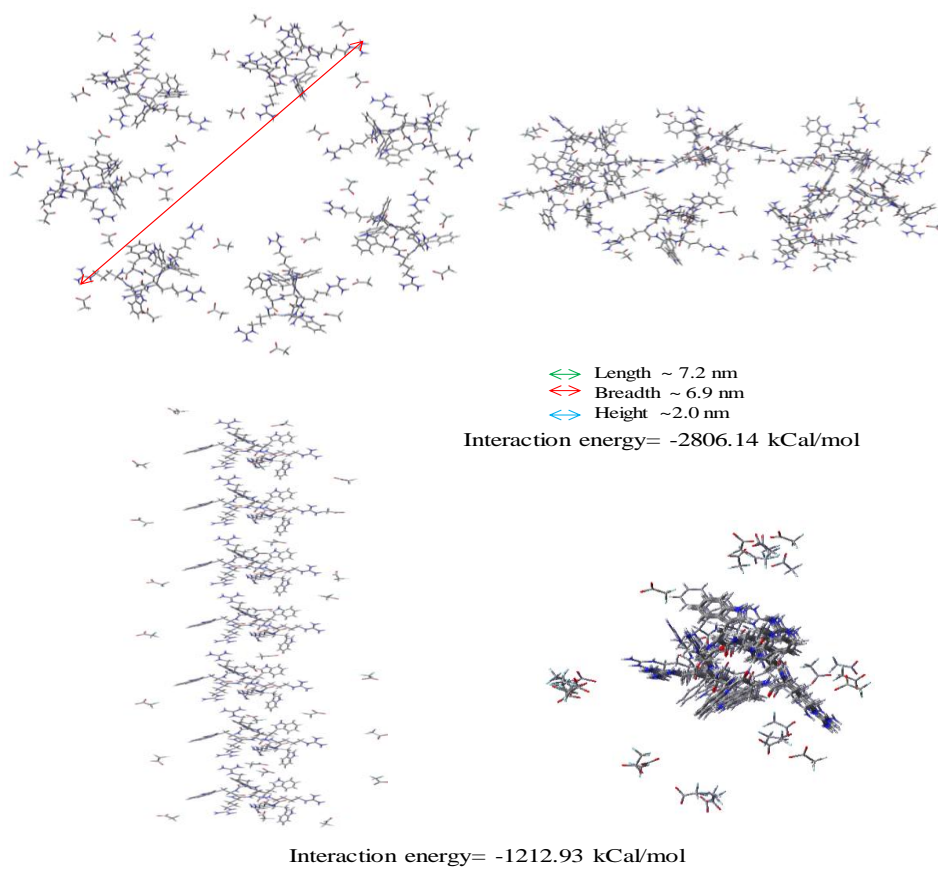 Length ~ 7.2 nm
Breadth ~ 6.9 nm
Height ~2.0 nm
Interaction energy= -2806.14 kCal/mol
Interaction energy= -1212.93 kCal/mol